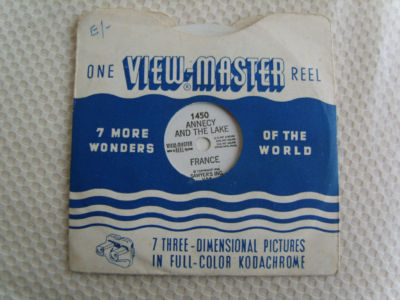 E/-
ONE VIEW-MASTER® REEL
1450
ANNECY
AND THE LAKE
7 MORE WONDERS
OF THE WORLD
VIEW-MASTER
REEL
FRANCE
SAWYER'S INC.
7 THREE-DIMENSIONAL PICTURES
IN FULL-COLOR KODACHROME